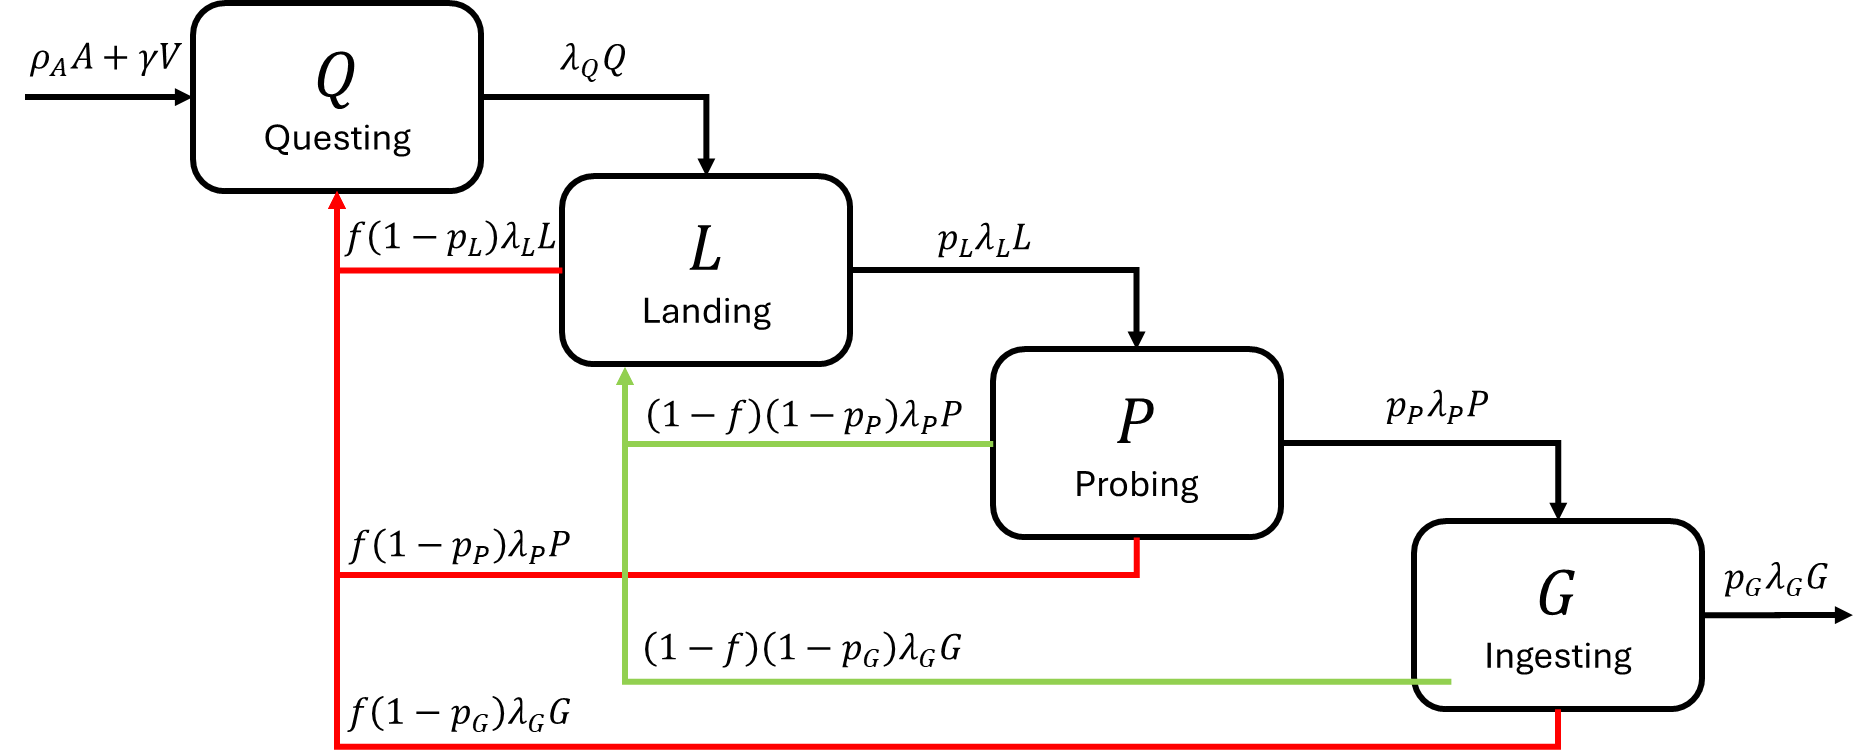 ρ_A A + γV
Q
Questing
λ_Q Q
f(1 − p_L)λ_L L
L
Landing
p_L λ_L L
(1 − f)(1 − p_P)λ_P P
P
Probing
p_P λ_P P
f(1 − p_P)λ_P P
G
Ingesting
p_G λ_G G
(1 − f)(1 − p_G)λ_G G
f(1 − p_G)λ_G G